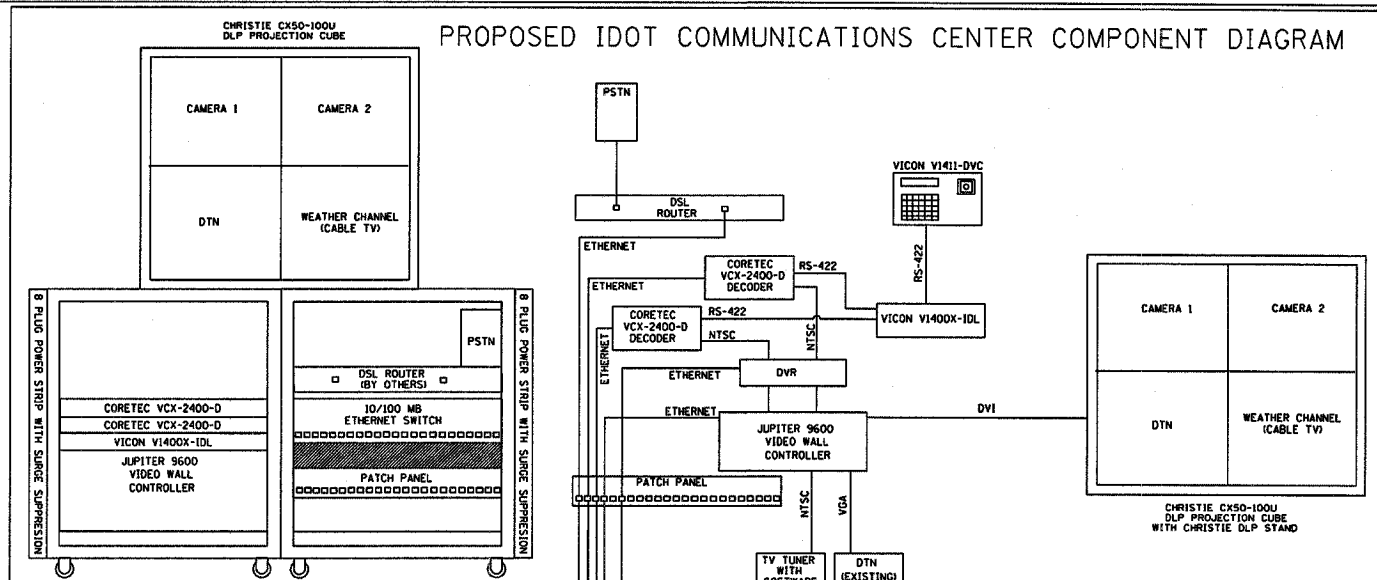 CHRISTIE CX50-100U
DLP PROJECTION CUBE
PROPOSED IDOT COMMUNICATIONS CENTER COMPONENT DIAGRAM
CAMERA 1
CAMERA 2
DTN
WEATHER CHANNEL
(CABLE TV)
8 PLUG POWER STRIP WITH SURGE SUPPRESION
CORETEC VCX-2400-D
CORETEC VCX-2400-D
VICON V1400X-IDL
JUPITER 9600
VIDEO WALL
CONTROLLER
PSTN
DSL ROUTER
(BY OTHERS)
10/100 MB
ETHERNET SWITCH
PATCH PANEL
8 PLUG POWER STRIP WITH SURGE SUPPRESION
PSTN
DSL
ROUTER
ETHERNET
VICON V1411-DVC
RS-422
CORETEC
VCX-2400-D
DECODER
RS-422
ETHERNET
CORETEC
VCX-2400-D
DECODER
RS-422
NTSC
NTSC
VICON V1400X-IDL
ETHERNET
ETHERNET
DVR
ETHERNET
JUPITER 9600
VIDEO WALL
CONTROLLER
DVI
PATCH PANEL
NTSC
VGA
TV TUNER
WITH
SOFTWARE
DTN
(EXISTING)
CAMERA 1
CAMERA 2
DTN
WEATHER CHANNEL
(CABLE TV)
CHRISTIE CX50-100U
DLP PROJECTION CUBE
WITH CHRISTIE DLP STAND